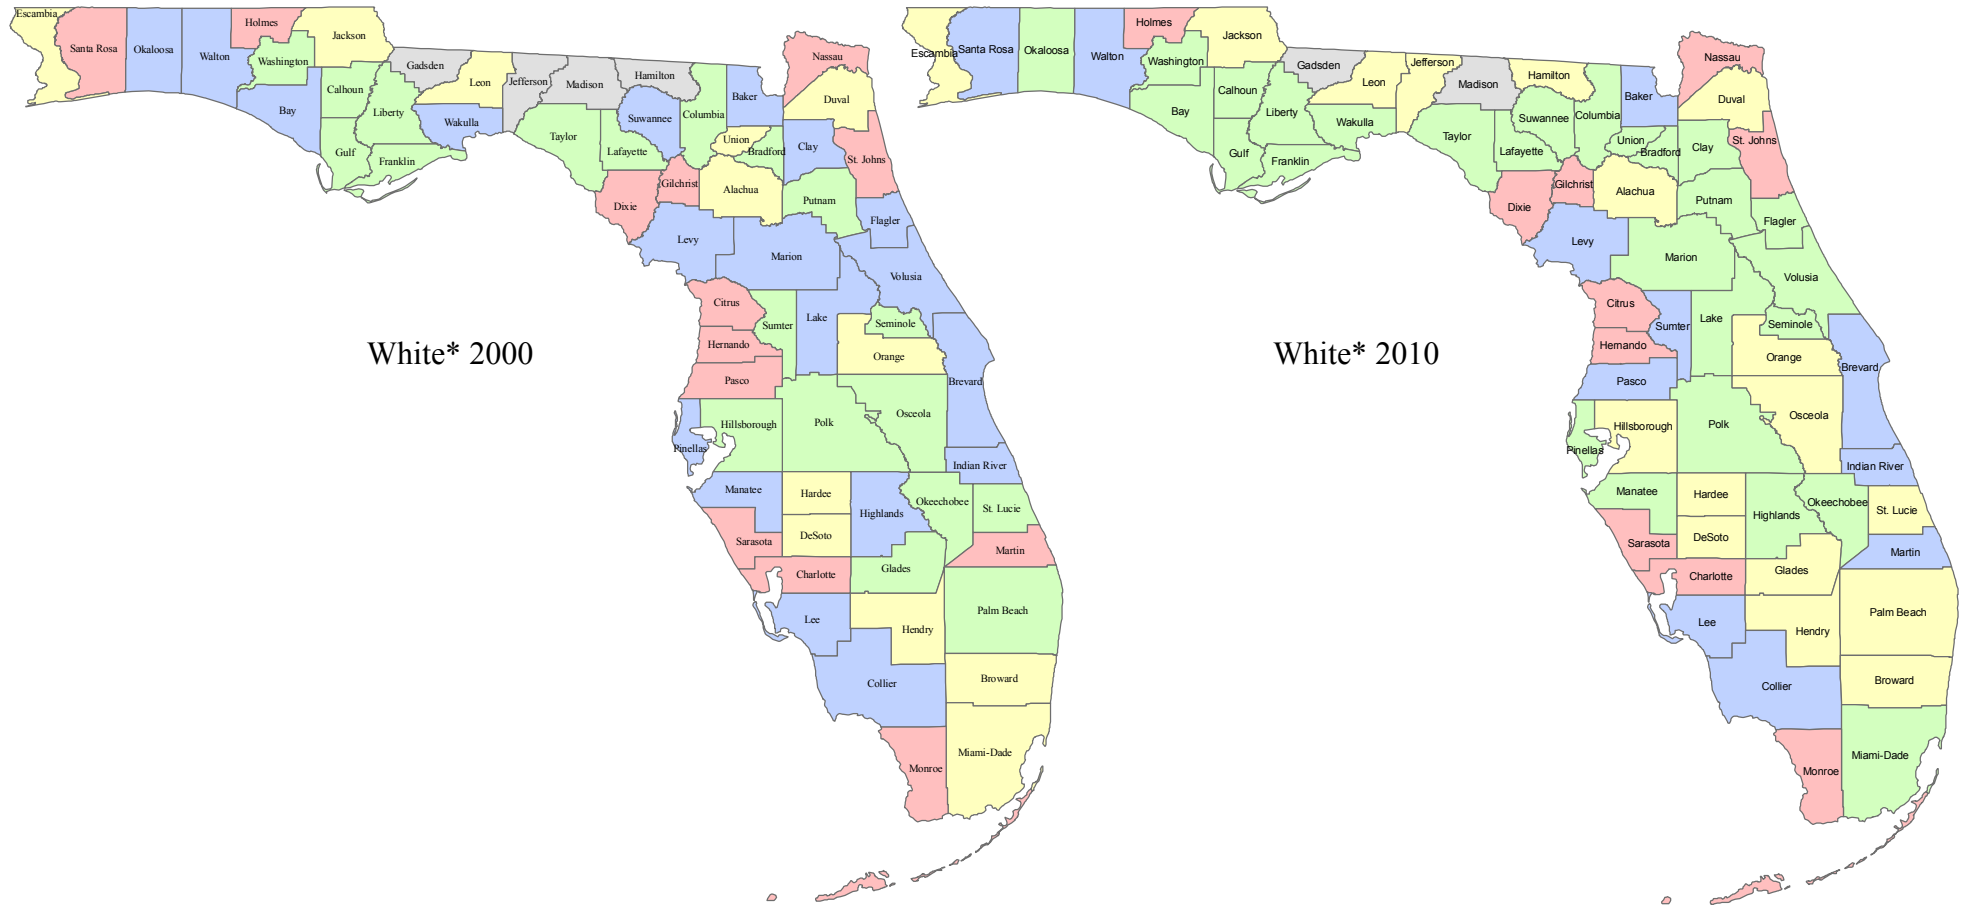 Escambia
Santa Rosa
Okaloosa
Walton
Holmes
Washington
Jackson
Bay
Calhoun
Gulf
Liberty
Franklin
Gadsden
Leon
Wakulla
Jefferson
Madison
Taylor
Hamilton
Suwannee
Lafayette
Columbia
Baker
Nassau
Duval
Union
Bradford
Clay
St. Johns
Gilchrist
Dixie
Alachua
Putnam
Flagler
Levy
Marion
Volusia
Citrus
Sumter
Lake
Seminole
Hernando
Orange
Pasco
Brevard
Hillsborough
Polk
Osceola
Pinellas
Indian River
Manatee
Hardee
Highlands
Okeechobee
St. Lucie
Sarasota
DeSoto
Martin
Charlotte
Glades
Lee
Hendry
Palm Beach
Collier
Broward
Monroe
Miami-Dade
White* 2000
Escambia
Santa Rosa
Okaloosa
Walton
Holmes
Washington
Jackson
Bay
Calhoun
Gulf
Liberty
Franklin
Gadsden
Leon
Wakulla
Jefferson
Madison
Taylor
Hamilton
Suwannee
Lafayette
Columbia
Baker
Nassau
Duval
Union
Bradford
Clay
St. Johns
Gilchrist
Dixie
Alachua
Putnam
Flagler
Levy
Marion
Volusia
Citrus
Sumter
Lake
Seminole
Hernando
Orange
Pasco
Brevard
Hillsborough
Polk
Osceola
Pinellas
Indian River
Manatee
Hardee
Highlands
Okeechobee
St. Lucie
Sarasota
DeSoto
Martin
Charlotte
Glades
Lee
Hendry
Palm Beach
Collier
Broward
Monroe
Miami-Dade
White* 2010